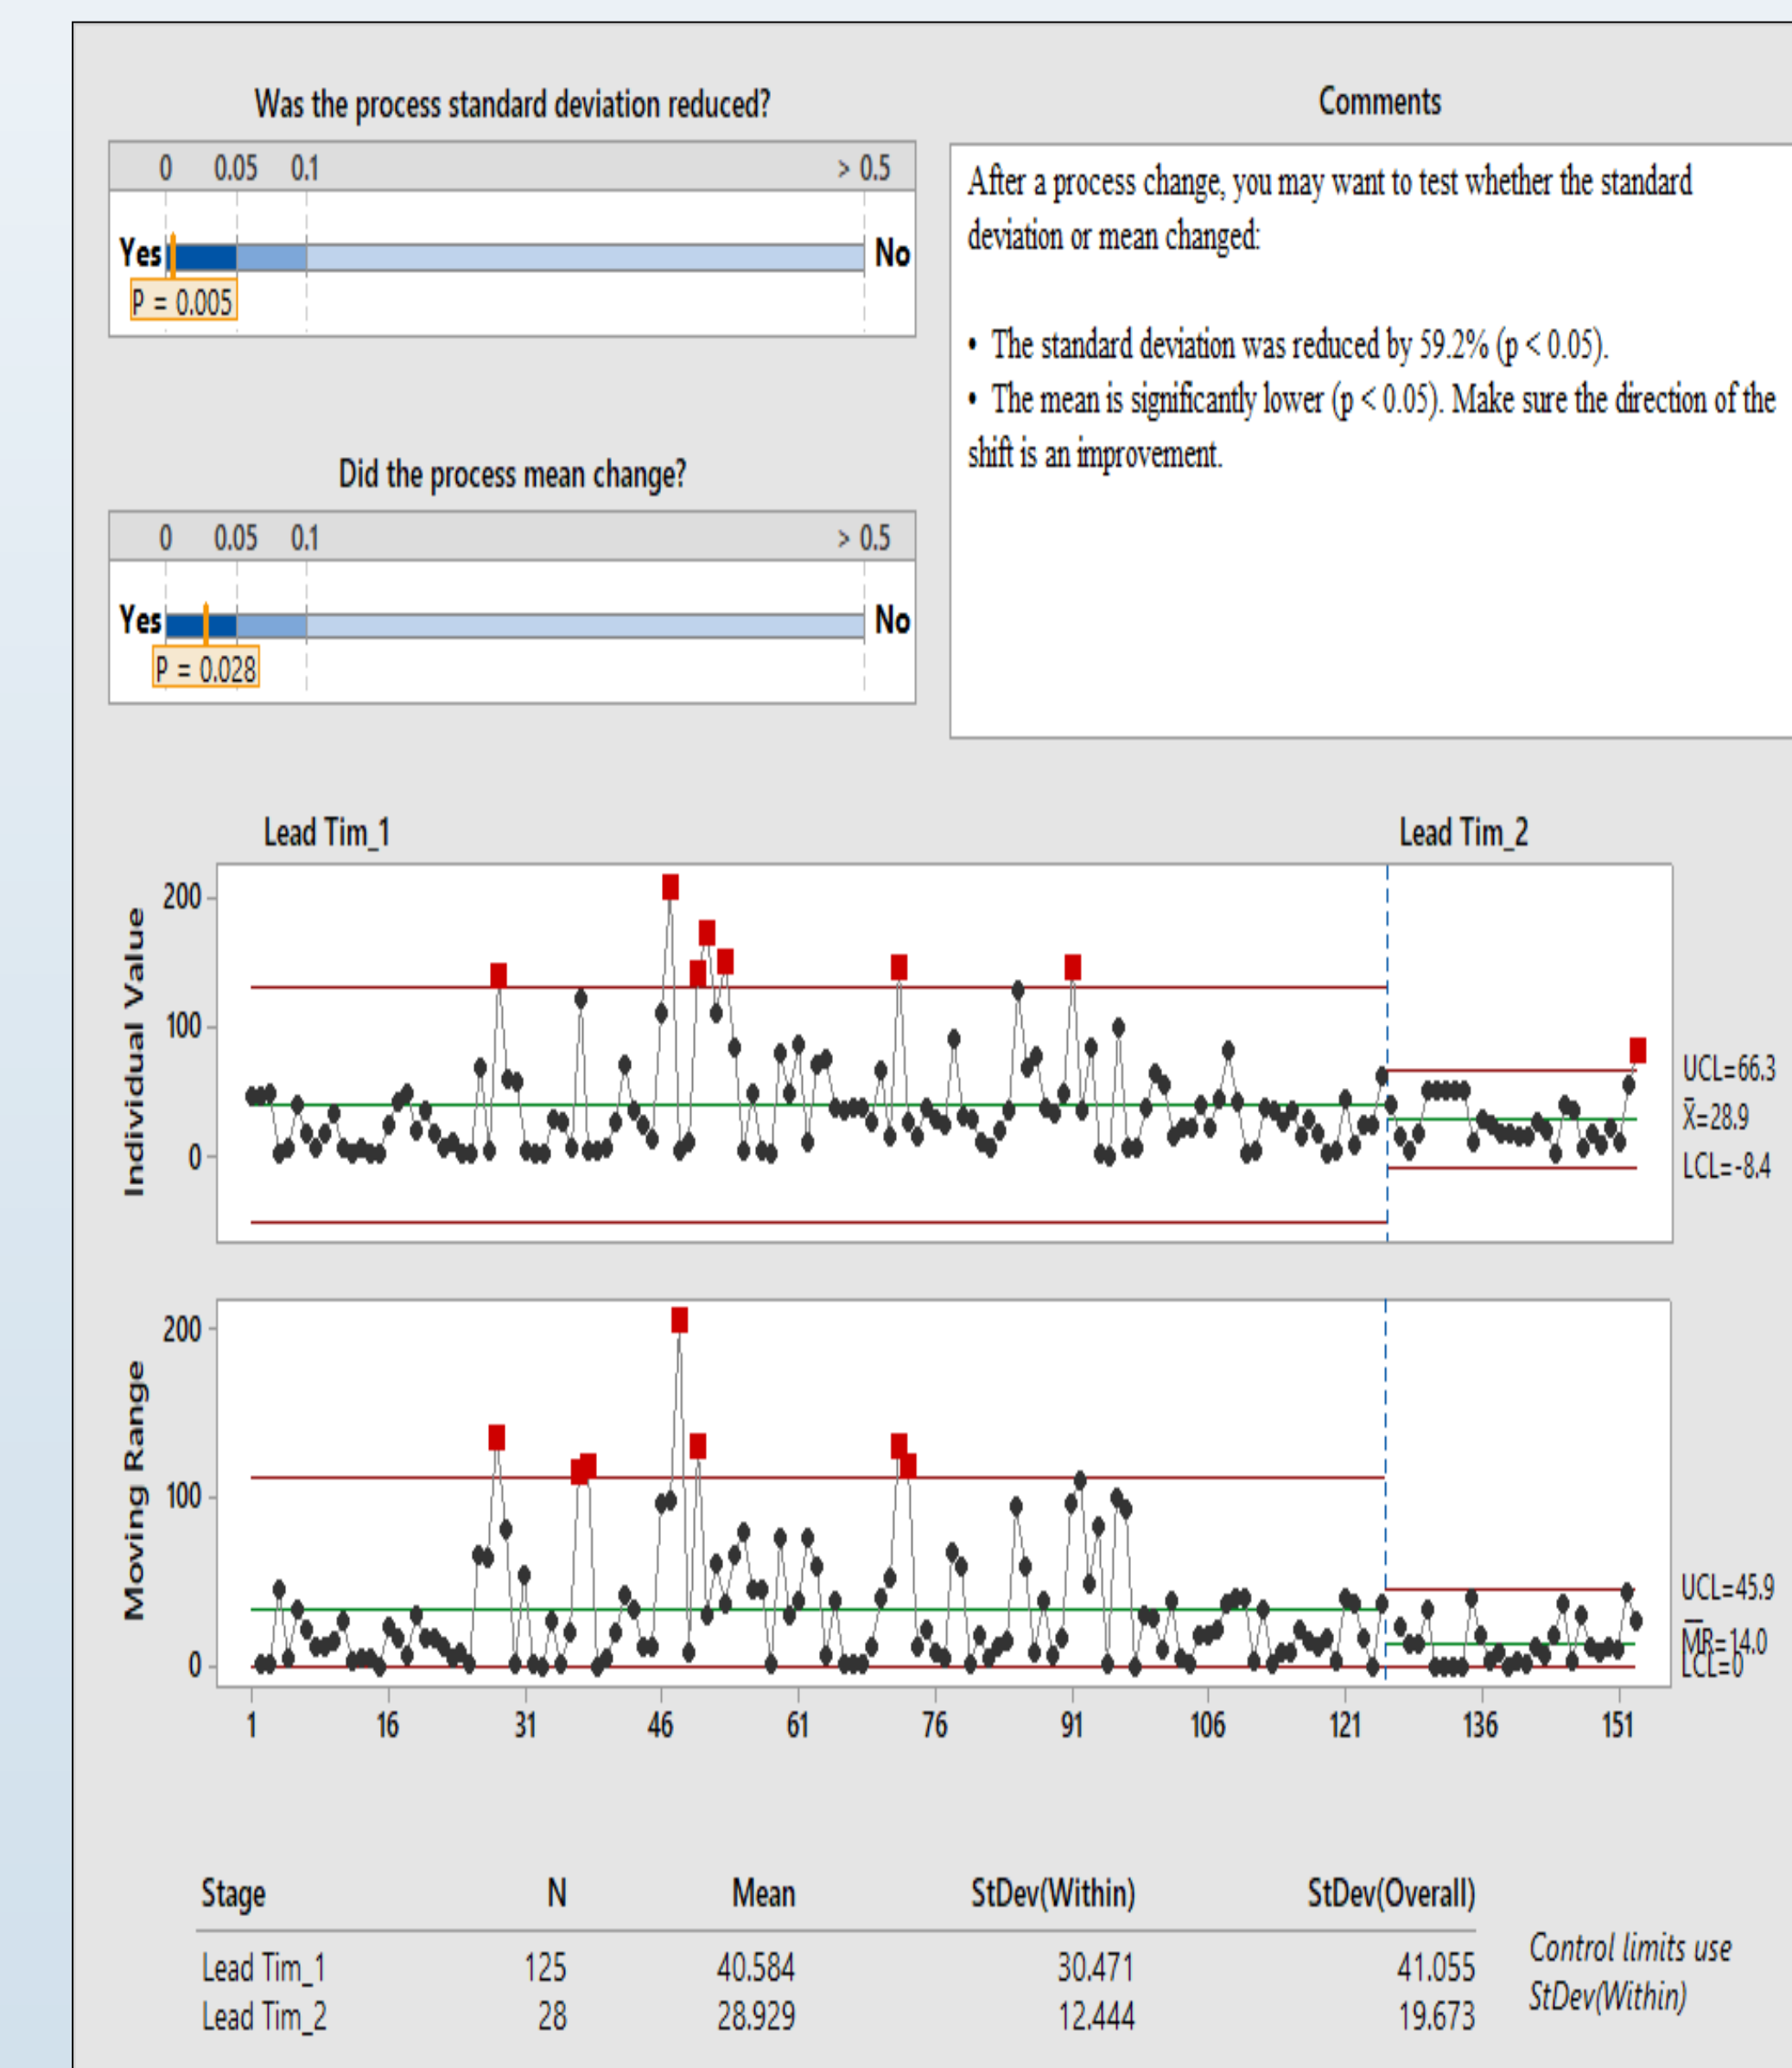 Was the process standard deviation reduced?
0 0.05 0.1 > 0.5
Yes No
P = 0.005
Did the process mean change?
0 0.05 0.1 > 0.5
Yes No
P = 0.028
Comments
After a process change, you may want to test whether the standard
deviation or mean changed:
• The standard deviation was reduced by 59.2% (p < 0.05).
• The mean is significantly lower (p < 0.05). Make sure the direction of the
shift is an improvement.
Lead Tim_1 Lead Tim_2
Individual Value
200
100
0
UCL=66.3
X̄=28.9
LCL=-8.4
Moving Range
200
100
0
UCL=45.9
M̄R̄=14.0
LCL=0
1 16 31 46 61 76 91 106 121 136 151
Stage N Mean StDev(Within) StDev(Overall)
Lead Tim_1 125 40.584 30.471 41.055
Lead Tim_2 28 28.929 12.444 19.673
Control limits use
StDev(Within)